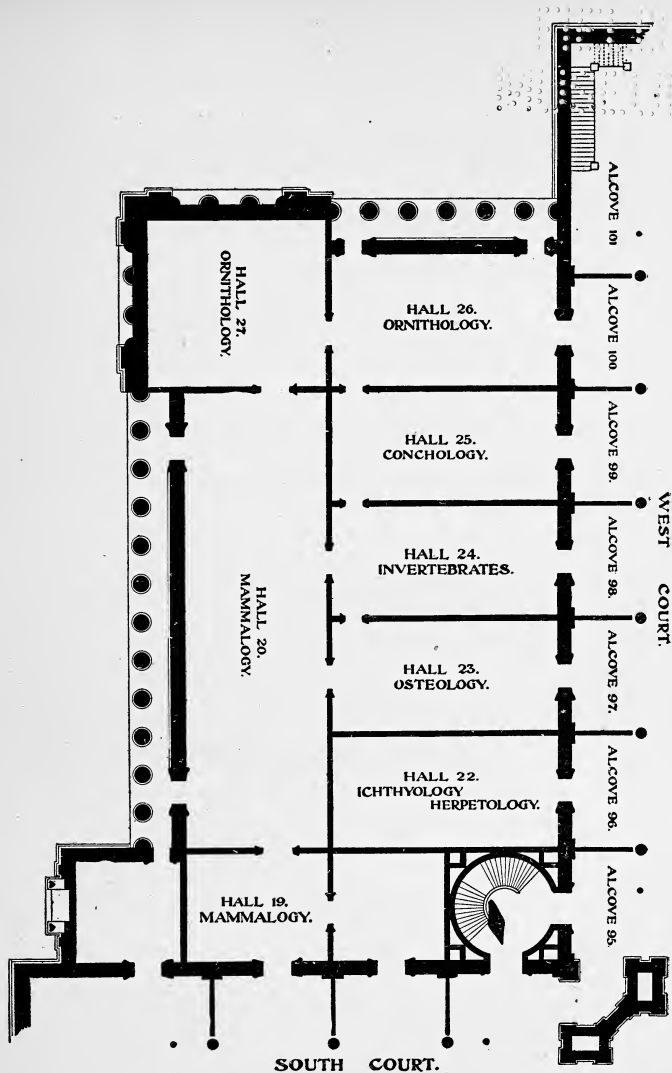 ALCOVE 101
ALCOVE 100
ALCOVE 99.
ALCOVE 98.
ALCOVE 97.
ALCOVE 96.
ALCOVE 95.
WEST COURT.
HALL 27.
ORNITHOLOGY.
HALL 26.
ORNITHOLOGY.
HALL 25.
CONCHOLOGY.
HALL 24.
INVERTEBRATES.
HALL 20.
MAMMALOGY.
HALL 23.
OSTEOLOGY.
HALL 22.
ICHTHYOLOGY
HERPETOLOGY.
HALL 19.
MAMMALOGY.
SOUTH COURT.